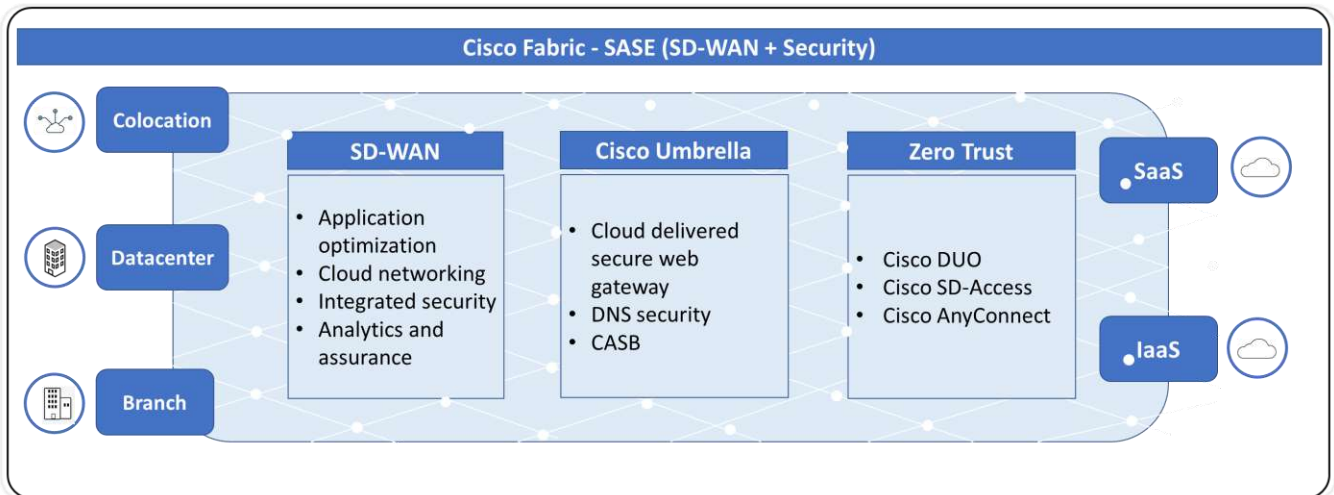 Cisco Fabric - SASE (SD-WAN + Security)
Colocation
Datacenter
Branch
SD-WAN
• Application
optimization
• Cloud networking
• Integrated security
• Analytics and
assurance
Cisco Umbrella
• Cloud delivered
secure web
gateway
• DNS security
• CASB
Zero Trust
• Cisco DUO
• Cisco SD-Access
• Cisco AnyConnect
SaaS
IaaS